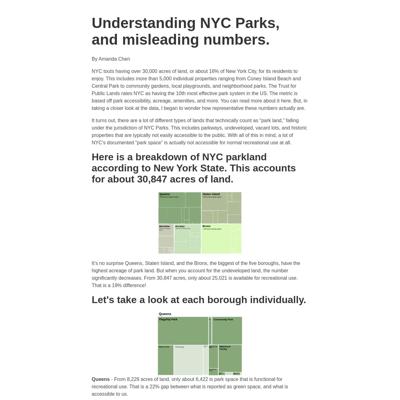 Understanding NYC Parks,
and misleading numbers.
By Amanda Chen
NYC touts having over 30,000 acres of land, or about 16% of New York City, for its residents to
enjoy. This includes more than 5,000 individual properties ranging from Coney Island Beach and
Central Park to community gardens, local playgrounds, and neighborhood parks. The Trust for
Public Lands rates NYC as having the 10th most effective park system in the US. The metric is
based off park accessibility, acreage, amenities, and more. You can read more about it here. But, in
taking a closer look at the data, I began to wonder how representative these numbers actually are.
It turns out, there are a lot of different types of lands that technically count as "park land," falling
under the jurisdiction of NYC Parks. This includes parkways, undeveloped, vacant lots, and historic
properties that are typically not easily accessible to the public. With all of this in mind, a lot of
NYC's documented "park space" is actually not accessible for normal recreational use at all.
Here is a breakdown of NYC parkland
according to New York State. This accounts
for about 30,847 acres of land.
Queens
Staten Island
Brooklyn
Bronx
It's no surprise Queens, Staten Island, and the Bronx, the biggest of the five boroughs, have the
highest acreage of park land. But when you account for the undeveloped land, the number
significantly decreases. From 30,847 acres, only about 25,021 is available for recreational use.
That is a 19% difference!
Let's take a look at each borough individually.
Queens
Flagship Park
Community Park
Queens - From 8,229 acres of land, only about 6,422 is park space that is functional for
recreational use. That is a 22% gap between what is reported as green space, and what is
accessible to us.